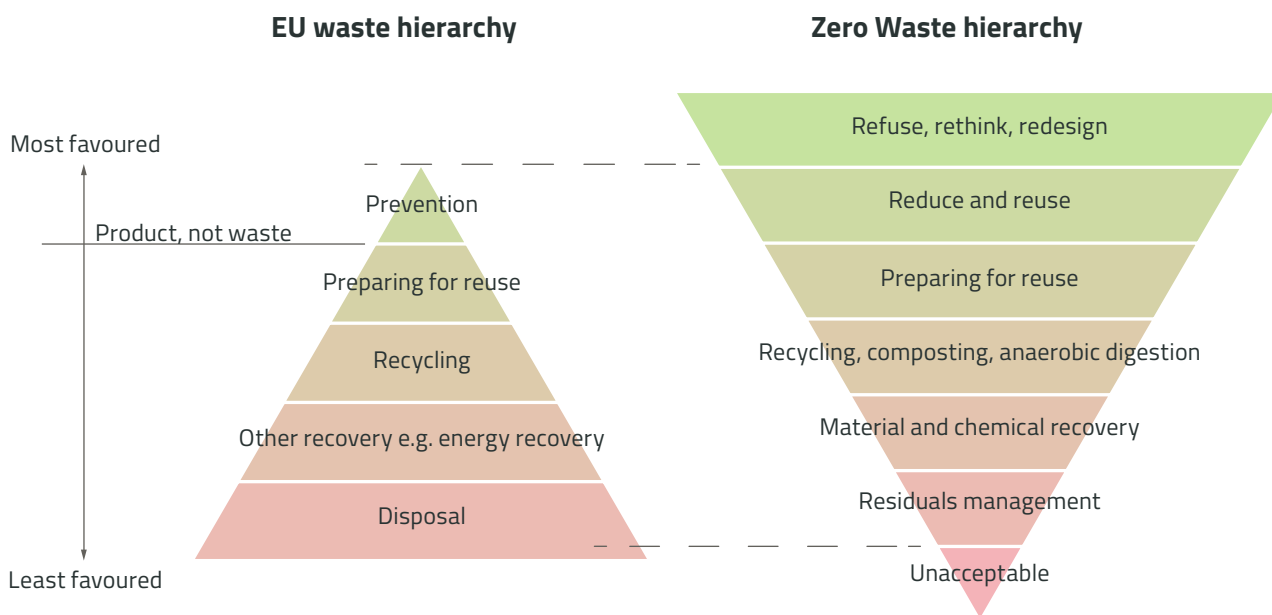 EU waste hierarchy
Zero Waste hierarchy
Most favoured
Product, not waste
Least favoured
Prevention
Preparing for reuse
Recycling
Other recovery e.g. energy recovery
Disposal
Refuse, rethink, redesign
Reduce and reuse
Preparing for reuse
Recycling, composting, anaerobic digestion
Material and chemical recovery
Residuals management
Unacceptable